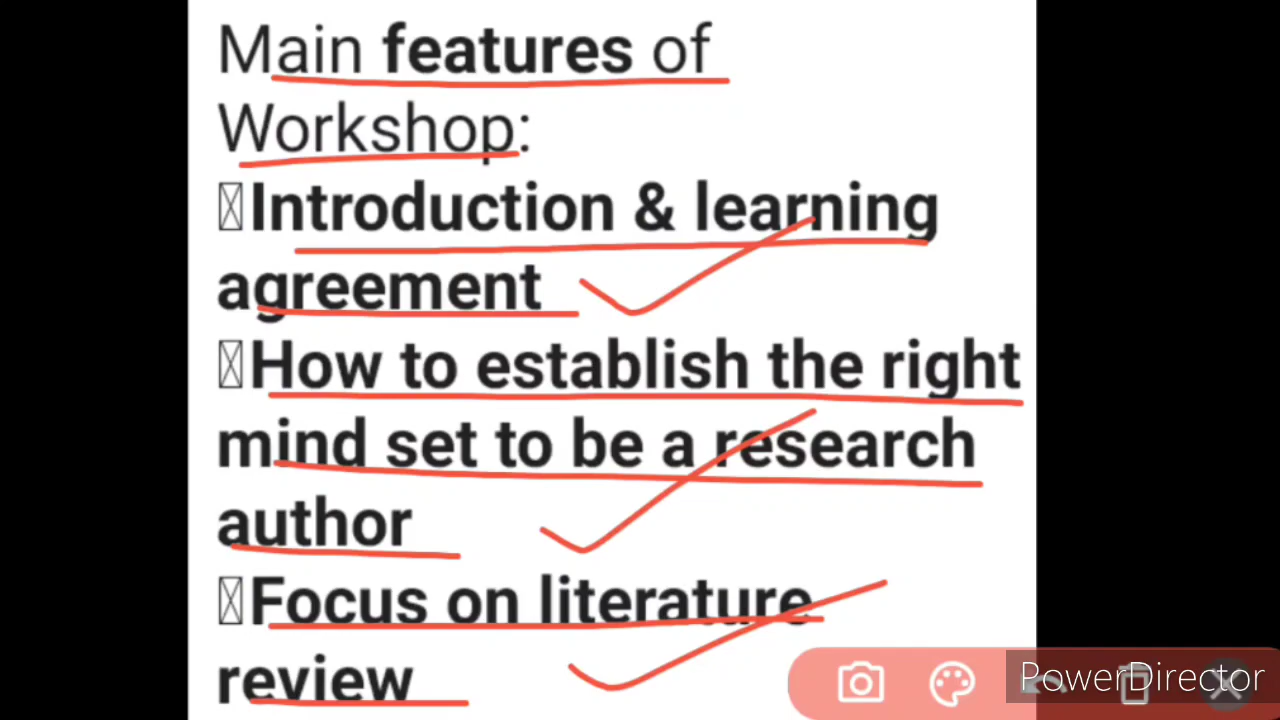 Main features of
Workshop:
Introduction & learning
agreement
How to establish the right
mind set to be a research
author
Focus on literature
review
PowerDirector